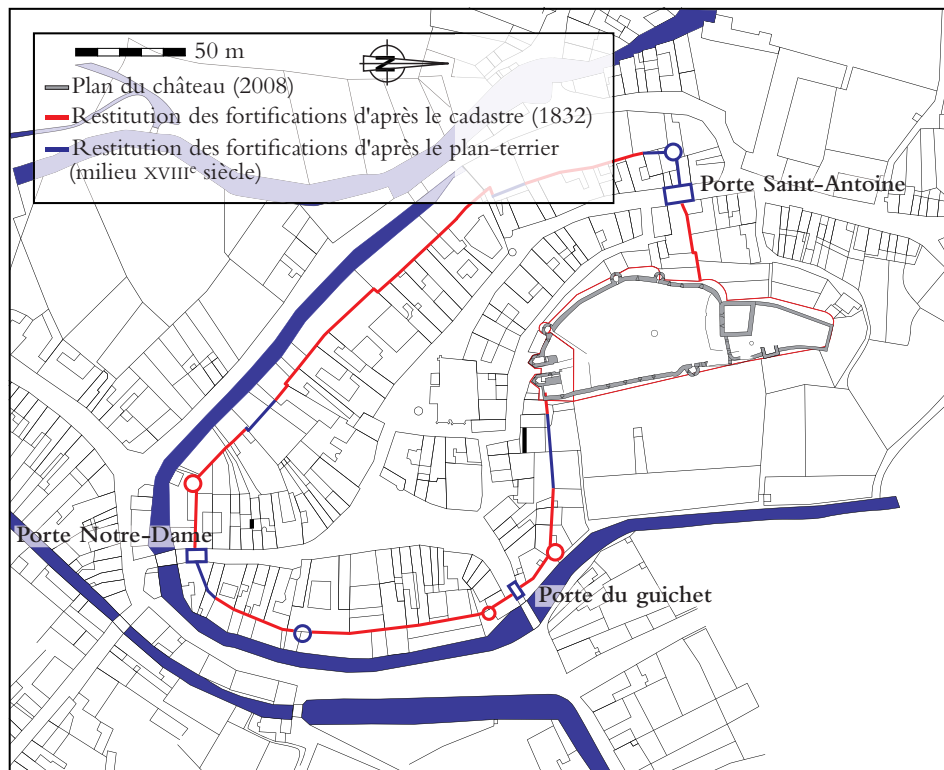 50 m
N
Plan du château (2008)
Restitution des fortifications d'après le cadastre (1832)
Restitution des fortifications d'après le plan-terrier
(milieu XVIIIe siècle)
Porte Saint-Antoine
Porte Notre-Dame
Porte du guichet